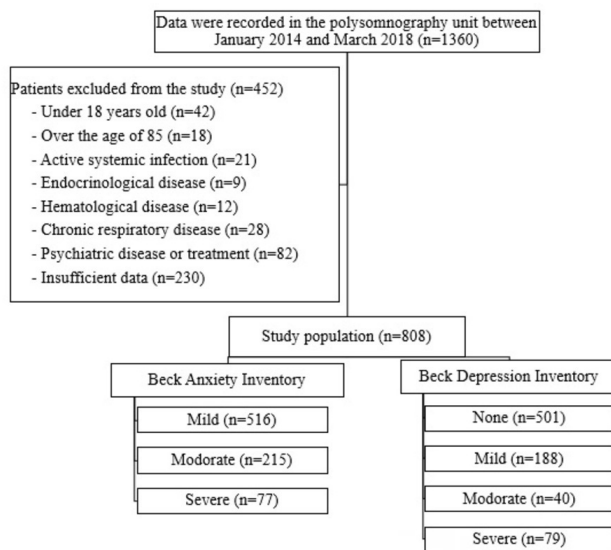 Data were recorded in the polysomnography unit between
January 2014 and March 2018 (n=1360)
Patients excluded from the study (n=452)
- Under 18 years old (n=42)
- Over the age of 85 (n=18)
- Active systemic infection (n=21)
- Endocrinological disease (n=9)
- Hematological disease (n=12)
- Chronic respiratory disease (n=28)
- Psychiatric disease or treatment (n=82)
- Insufficient data (n=230)
Study population (n=808)
Beck Anxiety Inventory
Mild (n=516)
Moderate (n=215)
Severe (n=77)
Beck Depression Inventory
None (n=501)
Mild (n=188)
Moderate (n=40)
Severe (n=79)